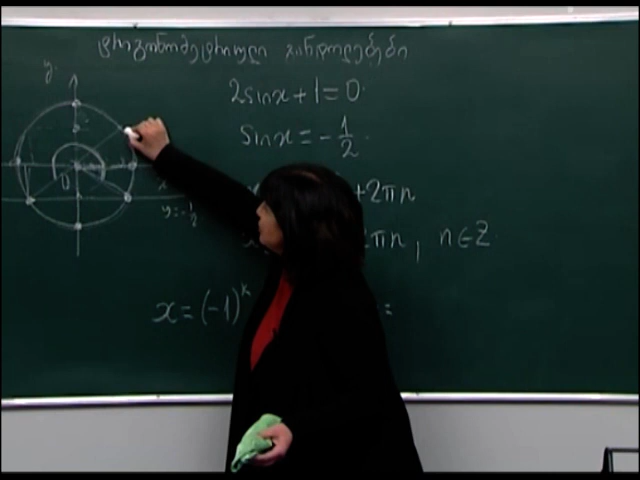 ტრიგონომეტრიული განტოლებები
y
2sinx + 1 = 0
sinx = - 1/2
+ 2πn
0
x
y = - 1/2
2πn, n ∈ Z
x = (-1)^k =